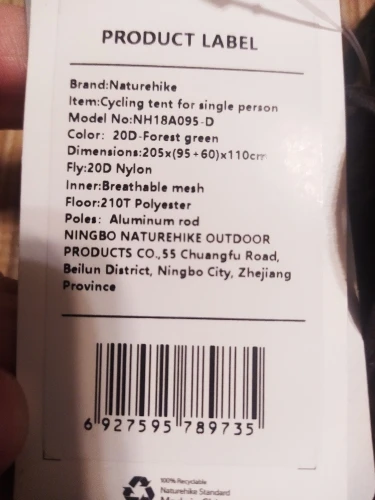 PRODUCT LABEL
Brand:Naturehike
Item:Cycling tent for single person
Model No:NH18A095-D
Color: 20D-Forest green
Dimensions:205x(95+60)x110cm
Fly:20D Nylon
Inner:Breathable mesh
Floor:210T Polyester
Poles: Aluminum rod
NINGBO NATUREHIKE OUTDOOR
PRODUCTS CO.,55 Chuangfu Road,
Beilun District, Ningbo City, Zhejiang
Province
6 927595 789735
100% Recyclable
Naturehike Standard